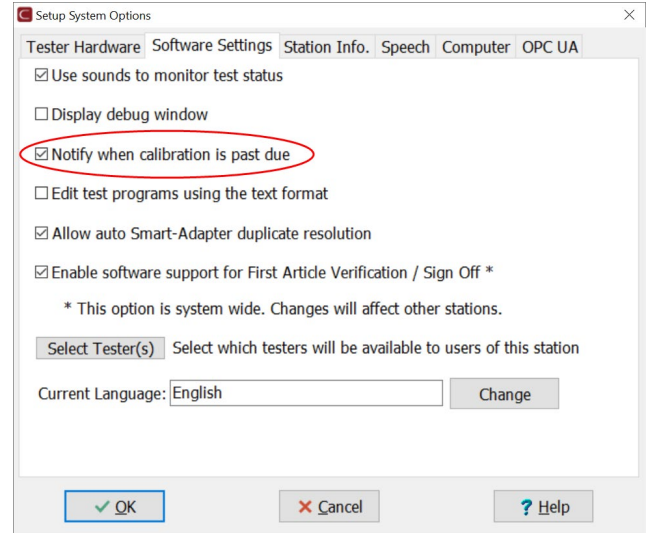 Setup System Options
Tester Hardware Software Settings Station Info. Speech Computer OPC UA
Use sounds to monitor test status
Display debug window
Notify when calibration is past due
Edit test programs using the text format
Allow auto Smart-Adapter duplicate resolution
Enable software support for First Article Verification / Sign Off *
* This option is system wide. Changes will affect other stations.
Select Tester(s) Select which testers will be available to users of this station
Current Language: English Change
OK Cancel ? Help